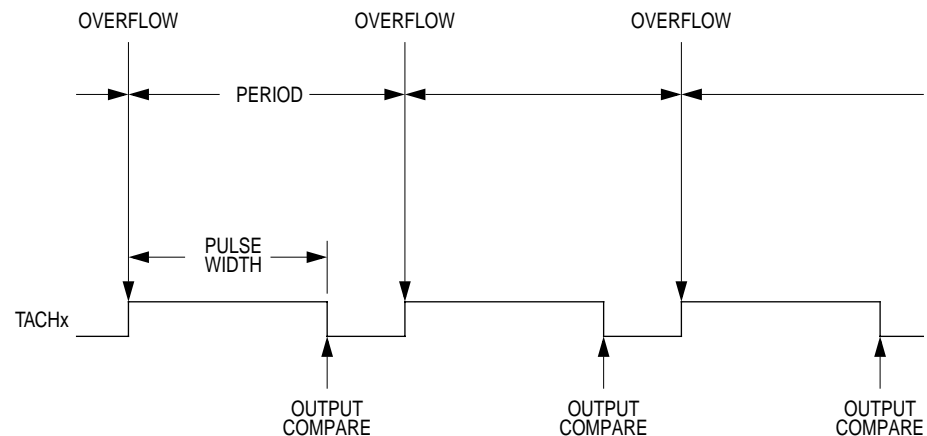 OVERFLOW OVERFLOW OVERFLOW
PERIOD
PULSE
WIDTH
TACHx
OUTPUT
COMPARE
OUTPUT
COMPARE
OUTPUT
COMPARE